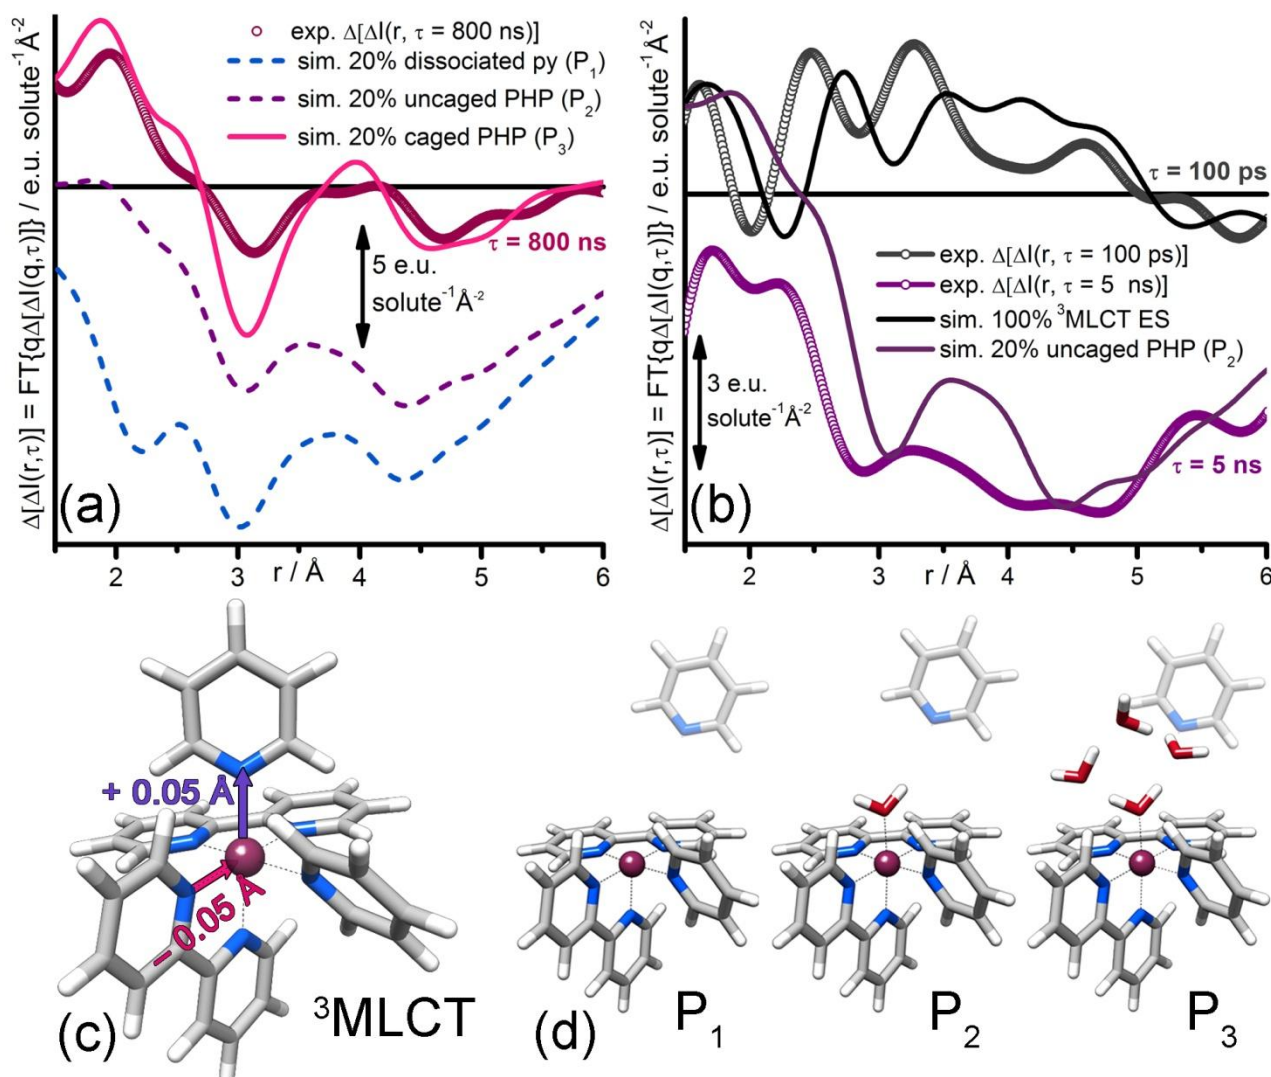 Δ[ΔI(r,τ)] = FT{qΔ[ΔI(q,τ)]} / e.u. solute⁻¹Å⁻²
exp. Δ[ΔI(r, τ = 800 ns)]
sim. 20% dissociated py (P₁)
sim. 20% uncaged PHP (P₂)
sim. 20% caged PHP (P₃)
τ = 800 ns
5 e.u.
solute⁻¹Å⁻²
(a)
2 3 4 5 6
r / Å
Δ[ΔI(r,τ)] = FT{qΔ[ΔI(q,τ)]} / e.u. solute⁻¹Å⁻²
τ = 100 ps
exp. Δ[ΔI(r, τ = 100 ps)]
exp. Δ[ΔI(r, τ = 5 ns)]
sim. 100% ³MLCT ES
sim. 20% uncaged PHP (P₂)
3 e.u.
solute⁻¹Å⁻²
τ = 5 ns
(b)
2 3 4 5 6
r / Å
+ 0.05 Å
− 0.05 Å
(c)
³MLCT
(d)
P₁
P₂
P₃